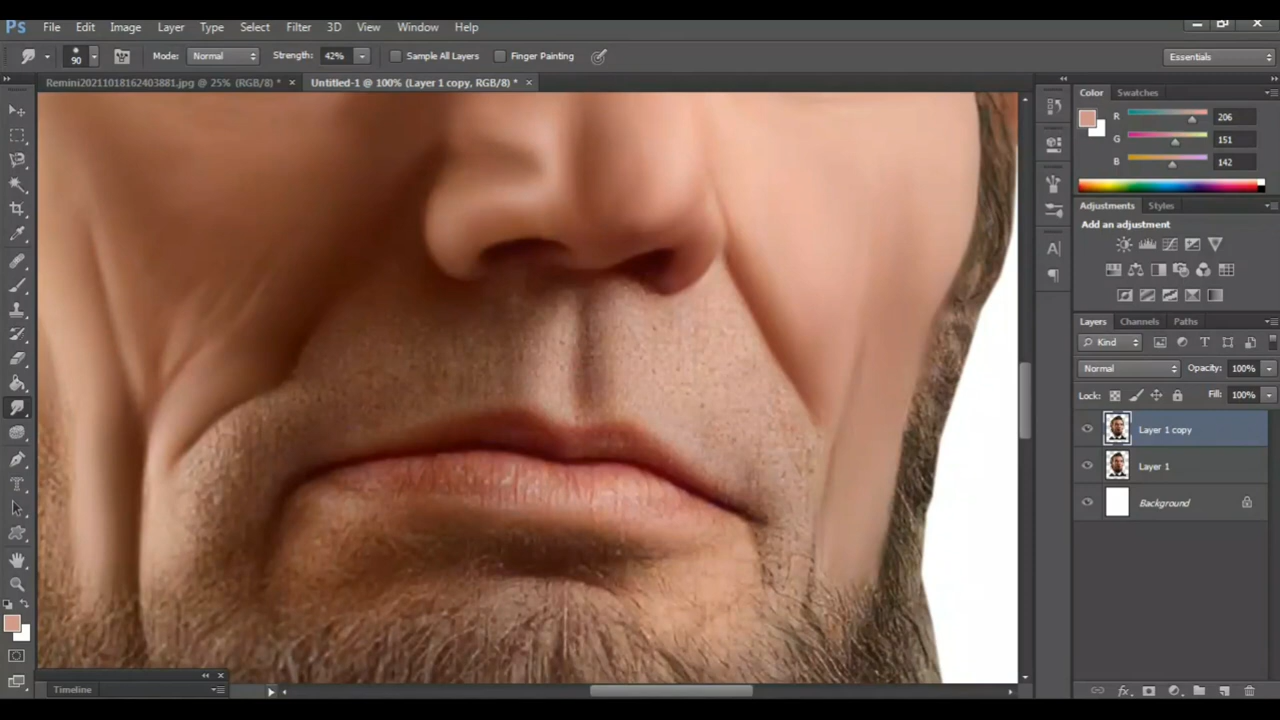 Ps File Edit Image Layer Type Select Filter 3D View Window Help
90 Mode: Normal Strength: 42% Sample All Layers Finger Painting Essentials
Remini20211018162403881.jpg @ 25% (RGB/8) * × Untitled-1 @ 100% (Layer 1 copy, RGB/8) * ×
Color Swatches
R 206
G 151
B 142
Adjustments Styles
Add an adjustment
Layers Channels Paths
Kind
Normal Opacity: 100%
Lock: Fill: 100%
Layer 1 copy
Layer 1
Background
Timeline